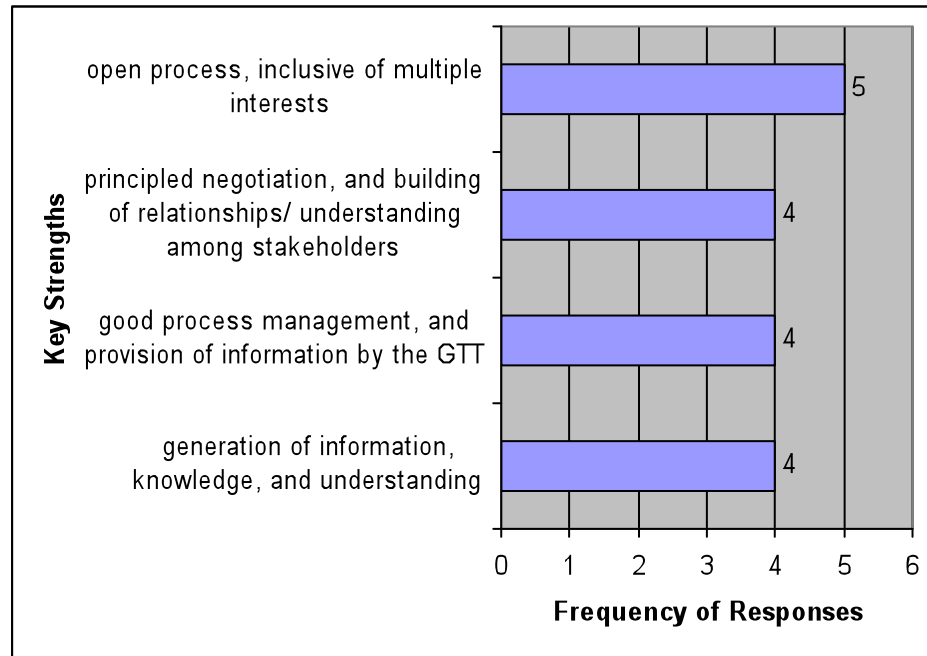 open process, inclusive of multiple
interests
5
principled negotiation, and building
of relationships/ understanding
among stakeholders
4
good process management, and
provision of information by the GTT
4
generation of information,
knowledge, and understanding
4
Key Strengths
0 1 2 3 4 5 6
Frequency of Responses